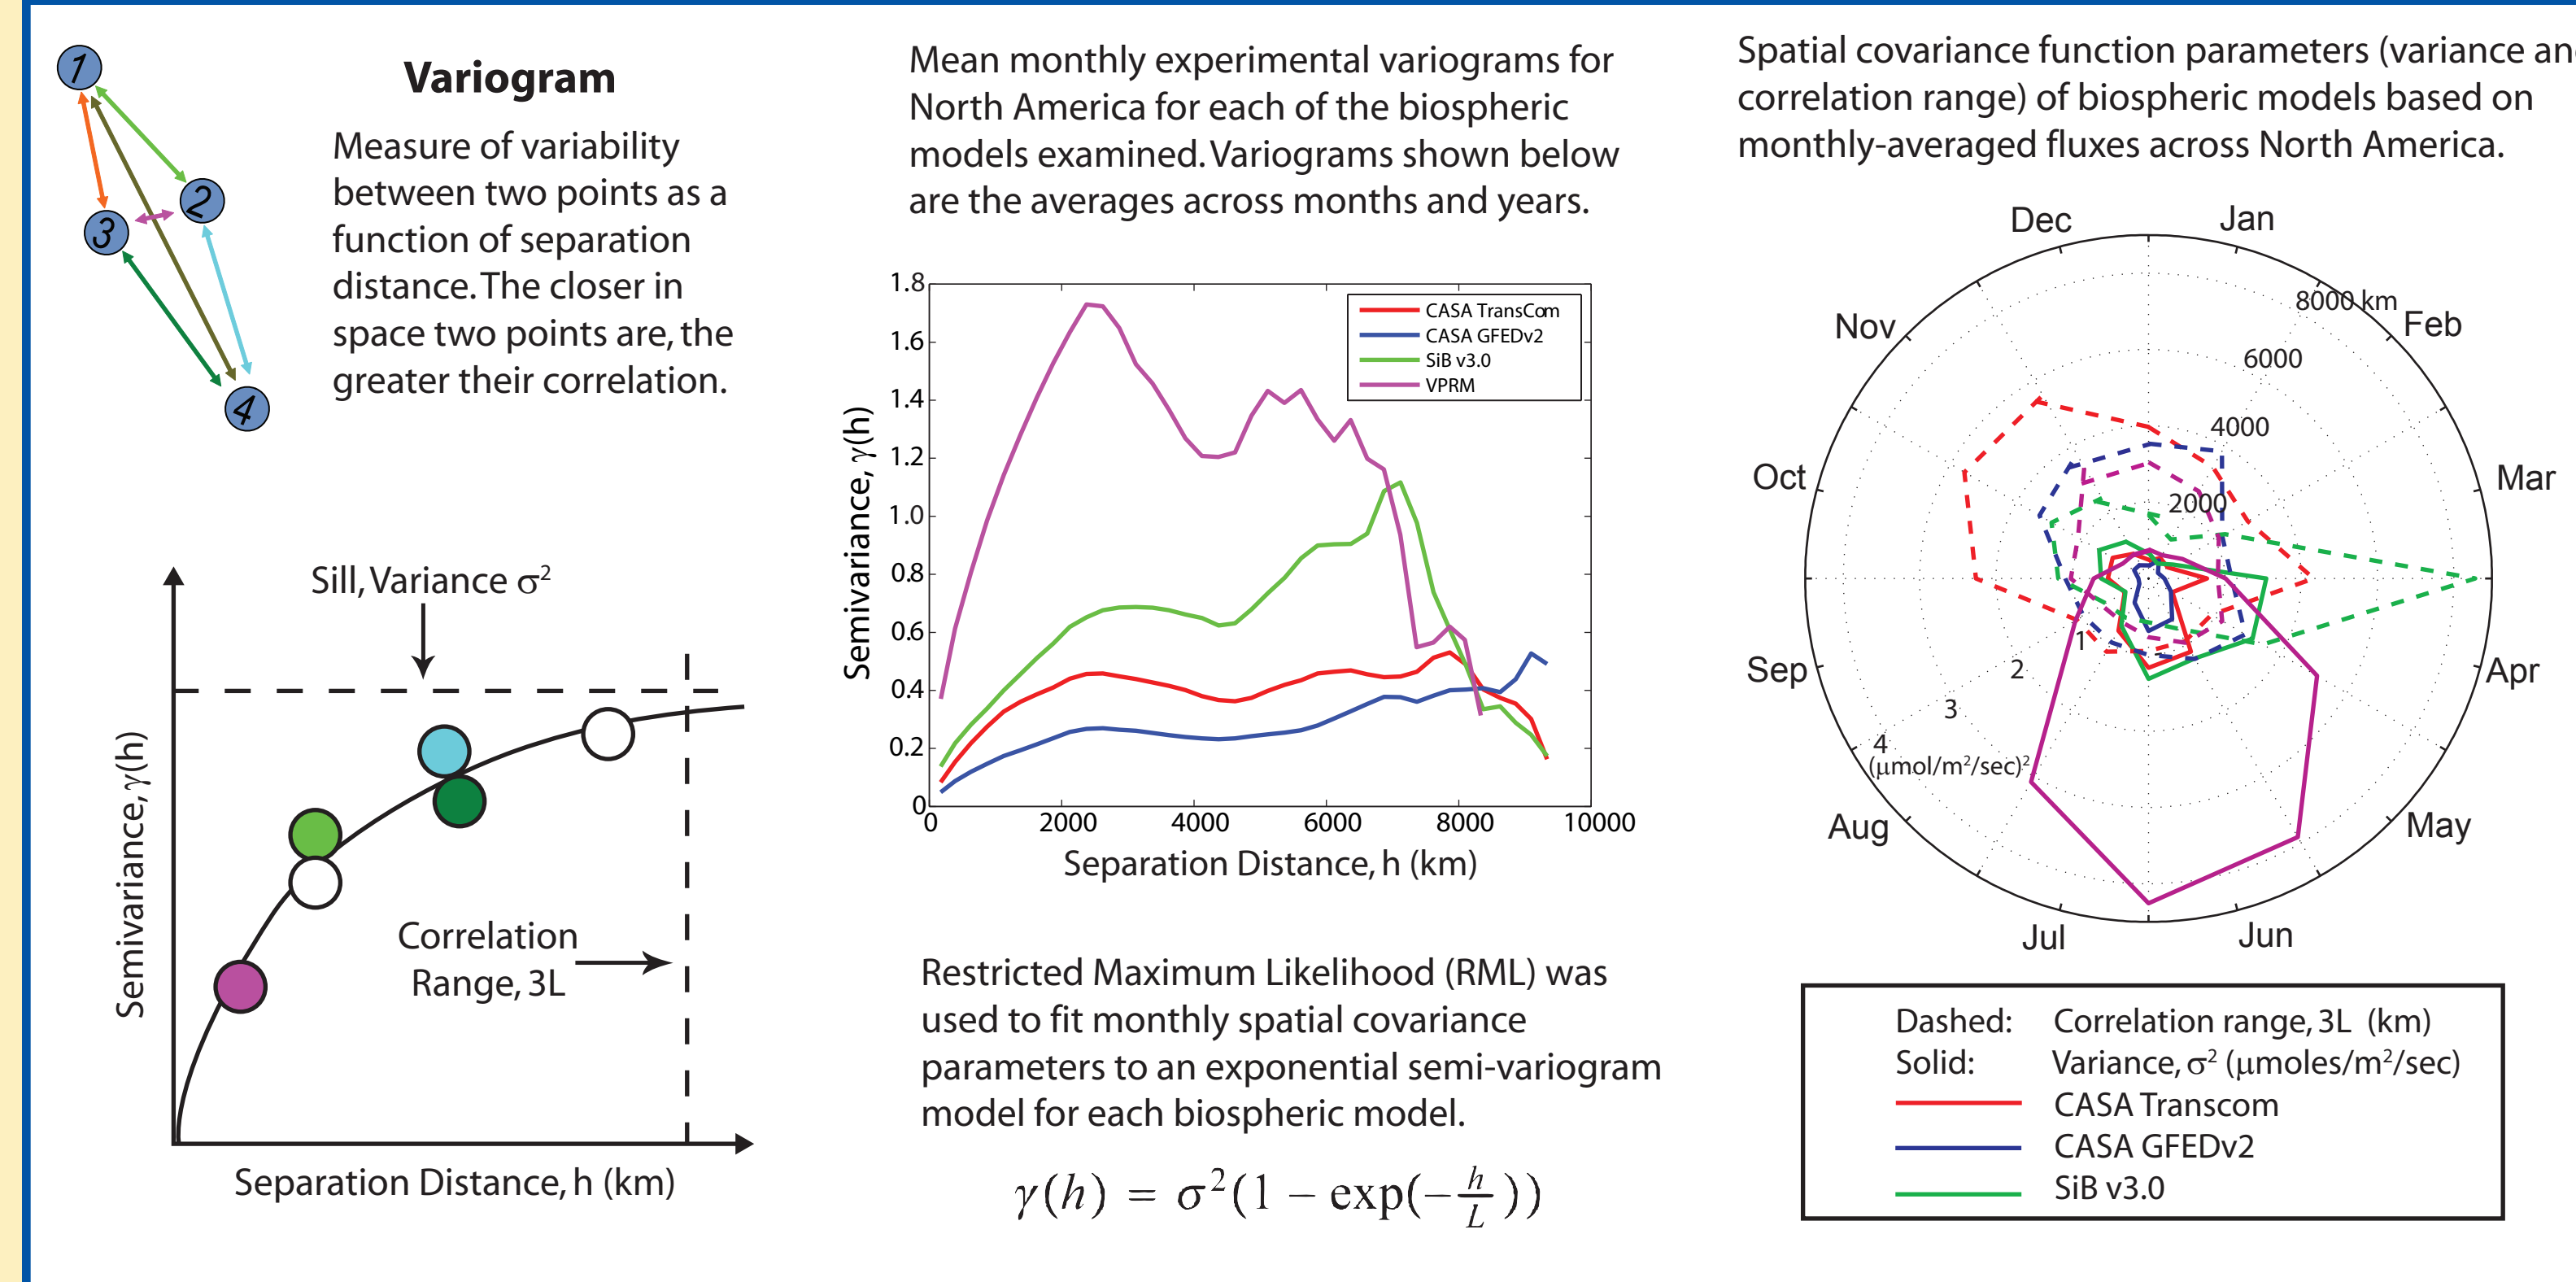 1
2
3
4
Variogram
Measure of variability
between two points as a
function of separation
distance. The closer in
space two points are, the
greater their correlation.
Sill, Variance σ²
Correlation
Range, 3L
Semivariance, γ(h)
Separation Distance, h (km)
Mean monthly experimental variograms for
North America for each of the biospheric
models examined. Variograms shown below
are the averages across months and years.
1.8
1.6
1.4
1.2
1.0
0.8
0.6
0.4
0.2
0
0 2000 4000 6000 8000 10000
Semivariance, γ(h)
Separation Distance, h (km)
CASA TransCom
CASA GFEDv2
SiB v3.0
VPRM
Restricted Maximum Likelihood (RML) was
used to fit monthly spatial covariance
parameters to an exponential semi-variogram
model for each biospheric model.
γ(h) = σ²(1 − exp(−h/L))
Spatial covariance function parameters (variance an
correlation range) of biospheric models based on
monthly-averaged fluxes across North America.
Dec
Jan
Nov
Feb
Oct
Mar
Sep
Apr
Aug
May
Jul
Jun
8000 km
6000
4000
2000
1
2
3
4
(μmol/m²/sec)²
Dashed: Correlation range, 3L (km)
Solid: Variance, σ² (μmoles/m²/sec)
CASA Transcom
CASA GFEDv2
SiB v3.0